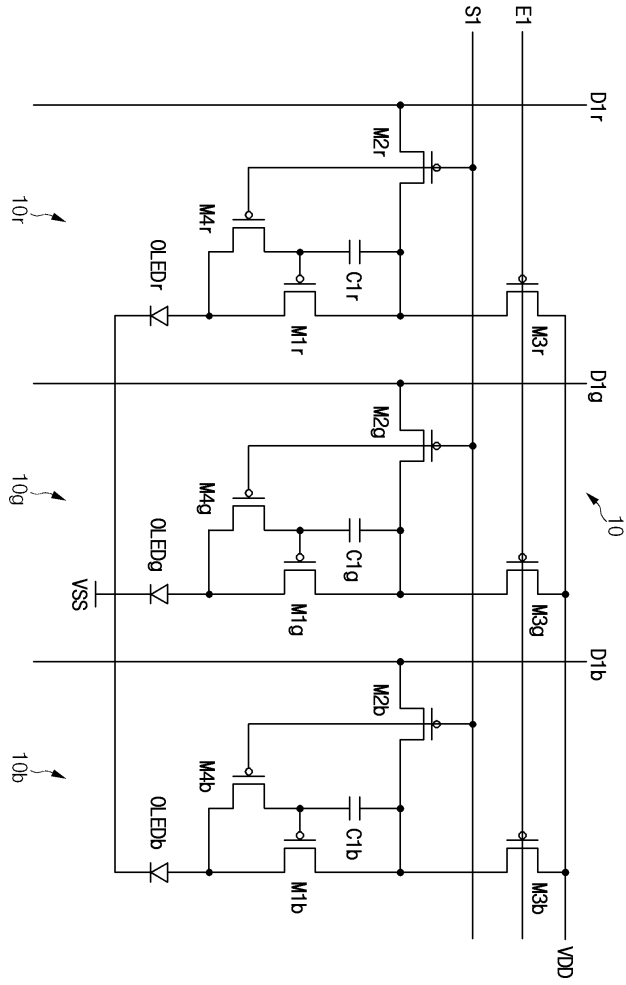 10
D1r
D1g
D1b
VDD
E1
S1
M3r
M3g
M3b
M2r
M2g
M2b
C1r
C1g
C1b
M1r
M1g
M1b
M4r
M4g
M4b
OLEDr
OLEDg
OLEDb
VSS
10r
10g
10b